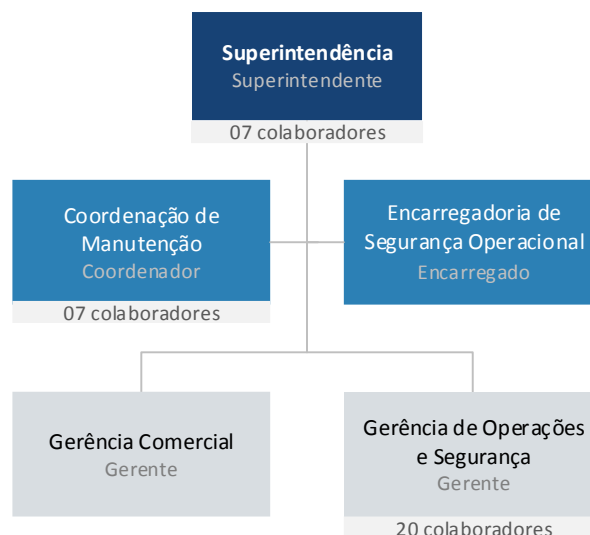 Superintendência
Superintendente
07 colaboradores
Coordenação de
Manutenção
Coordenador
07 colaboradores
Encarregadoria de
Segurança Operacional
Encarregado
Gerência Comercial
Gerente
Gerência de Operações
e Segurança
Gerente
20 colaboradores